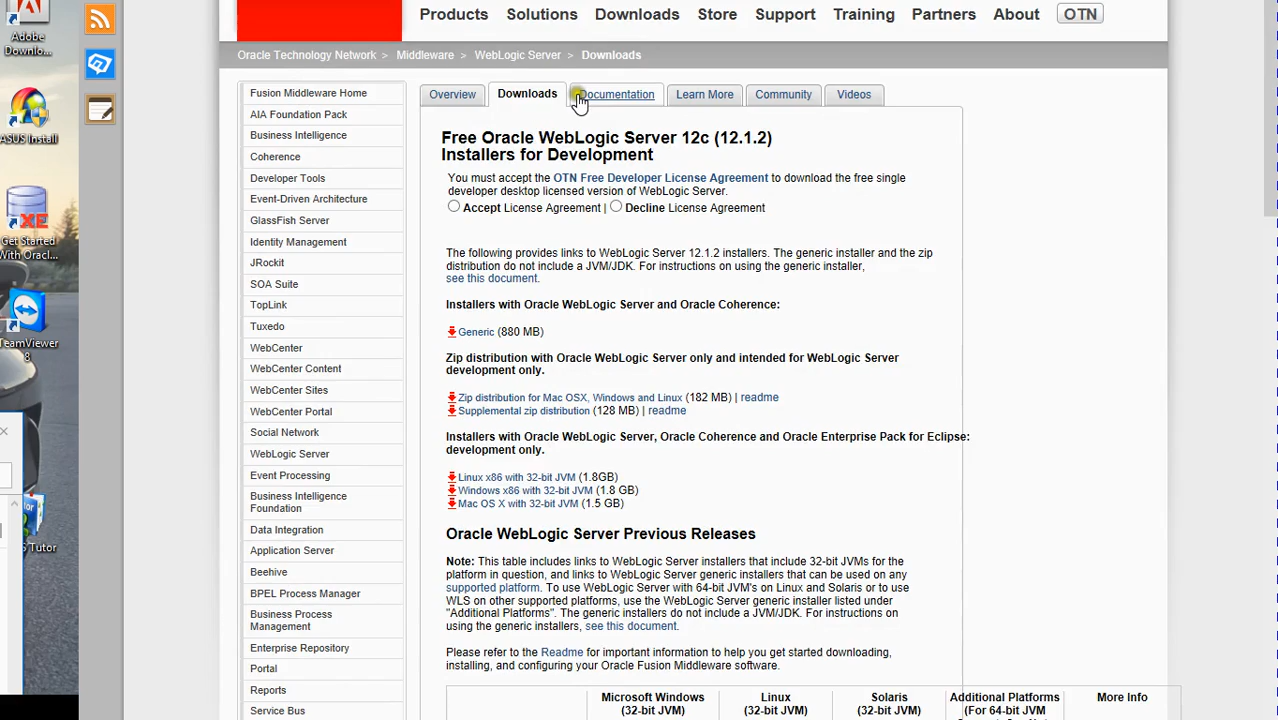 Adobe
Downlo...
ASUS Install
XE
Get Started
With Oracl...
TeamViewer
8
Tutor
Products Solutions Downloads Store Support Training Partners About OTN
Oracle Technology Network > Middleware > WebLogic Server > Downloads
Fusion Middleware Home
AIA Foundation Pack
Business Intelligence
Coherence
Developer Tools
Event-Driven Architecture
GlassFish Server
Identity Management
JRockit
SOA Suite
TopLink
Tuxedo
WebCenter
WebCenter Content
WebCenter Sites
WebCenter Portal
Social Network
WebLogic Server
Event Processing
Business Intelligence
Foundation
Data Integration
Application Server
Beehive
BPEL Process Manager
Business Process
Management
Enterprise Repository
Portal
Reports
Service Bus
Overview Downloads Documentation Learn More Community Videos
Free Oracle WebLogic Server 12c (12.1.2)
Installers for Development
You must accept the OTN Free Developer License Agreement to download the free single
developer desktop licensed version of WebLogic Server.
Accept License Agreement | Decline License Agreement
The following provides links to WebLogic Server 12.1.2 installers. The generic installer and the zip
distribution do not include a JVM/JDK. For instructions on using the generic installer,
see this document.
Installers with Oracle WebLogic Server and Oracle Coherence:
Generic (880 MB)
Zip distribution with Oracle WebLogic Server only and intended for WebLogic Server
development only.
Zip distribution for Mac OSX, Windows and Linux (182 MB) | readme
Supplemental zip distribution (128 MB) | readme
Installers with Oracle WebLogic Server, Oracle Coherence and Oracle Enterprise Pack for Eclipse:
development only.
Linux x86 with 32-bit JVM (1.8GB)
Windows x86 with 32-bit JVM (1.8 GB)
Mac OS X with 32-bit JVM (1.5 GB)
Oracle WebLogic Server Previous Releases
Note: This table includes links to WebLogic Server installers that include 32-bit JVMs for the
platform in question, and links to WebLogic Server generic installers that can be used on any
supported platform. To use WebLogic Server with 64-bit JVM's on Linux and Solaris or to use
WLS on other supported platforms, use the WebLogic Server generic installer listed under
"Additional Platforms". The generic installers do not include a JVM/JDK. For instructions on
using the generic installers, see this document.
Please refer to the Readme for important information to help you get started downloading,
installing, and configuring your Oracle Fusion Middleware software.
Microsoft Windows Linux Solaris Additional Platforms More Info
(32-bit JVM) (32-bit JVM) (32-bit JVM) (For 64-bit JVM